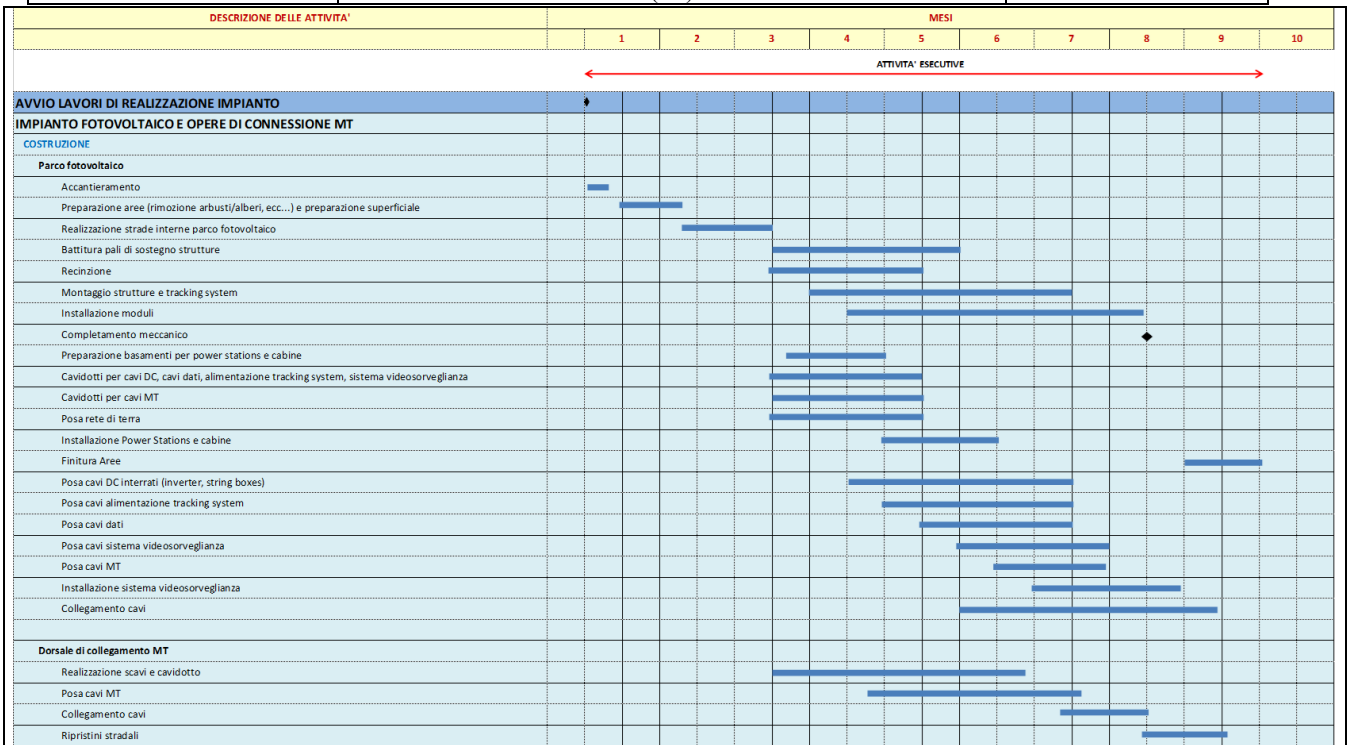 DESCRIZIONE DELLE ATTIVITA' MESI
1 2 3 4 5 6 7 8 9 10
ATTIVITA' ESECUTIVE
AVVIO LAVORI DI REALIZZAZIONE IMPIANTO
IMPIANTO FOTOVOLTAICO E OPERE DI CONNESSIONE MT
COSTRUZIONE
Parco fotovoltaico
Accantieramento
Preparazione aree (rimozione arbusti/alberi, ecc...) e preparazione superficiale
Realizzazione strade interne parco fotovoltaico
Battitura pali di sostegno strutture
Recinzione
Montaggio strutture e tracking system
Installazione moduli
Completamento meccanico
Preparazione basamenti per power stations e cabine
Cavidotti per cavi DC, cavi dati, alimentazione tracking system, sistema videosorveglianza
Cavidotti per cavi MT
Posa rete di terra
Installazione Power Stations e cabine
Finitura Aree
Posa cavi DC interrati (inverter, string boxes)
Posa cavi alimentazione tracking system
Posa cavi dati
Posa cavi sistema videosorveglianza
Posa cavi MT
Installazione sistema videosorveglianza
Collegamento cavi
Dorsale di collegamento MT
Realizzazione scavi e cavidotto
Posa cavi MT
Collegamento cavi
Ripristini stradali